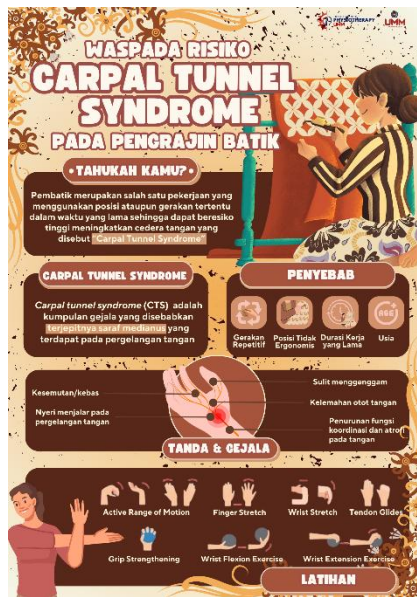 PHYSIOTHERAPY
UMM
WASPADA RISIKO
CARPAL TUNNEL
SYNDROME
PADA PENGRAJIN BATIK
• TAHUKAH KAMU? •
Pembatik merupakan salah satu pekerjaan yang
menggunakan posisi ataupun gerakan tertentu
dalam waktu yang lama sehingga dapat beresiko
tinggi meningkatkan cedera tangan yang
disebut "Carpal Tunnel Syndrome"
CARPAL TUNNEL SYNDROME
Carpal tunnel syndrome (CTS) adalah
kumpulan gejala yang disebabkan
terjepitnya saraf medianus yang
terdapat pada pergelangan tangan
PENYEBAB
Gerakan
Repetitif
Posisi Tidak
Ergonomis
Durasi Kerja
yang Lama
Usia
Kesemutan/kebas
Nyeri menjalar pada
pergelangan tangan
Sulit menggenggam
Kelemahan otot tangan
Penurunan fungsi
koordinasi dan atrofi
pada tangan
TANDA & GEJALA
Active Range of Motion
Finger Stretch
Wrist Stretch
Tendon Glides
Grip Strengthening
Wrist Flexion Exercise
Wrist Extension Exercise
LATIHAN